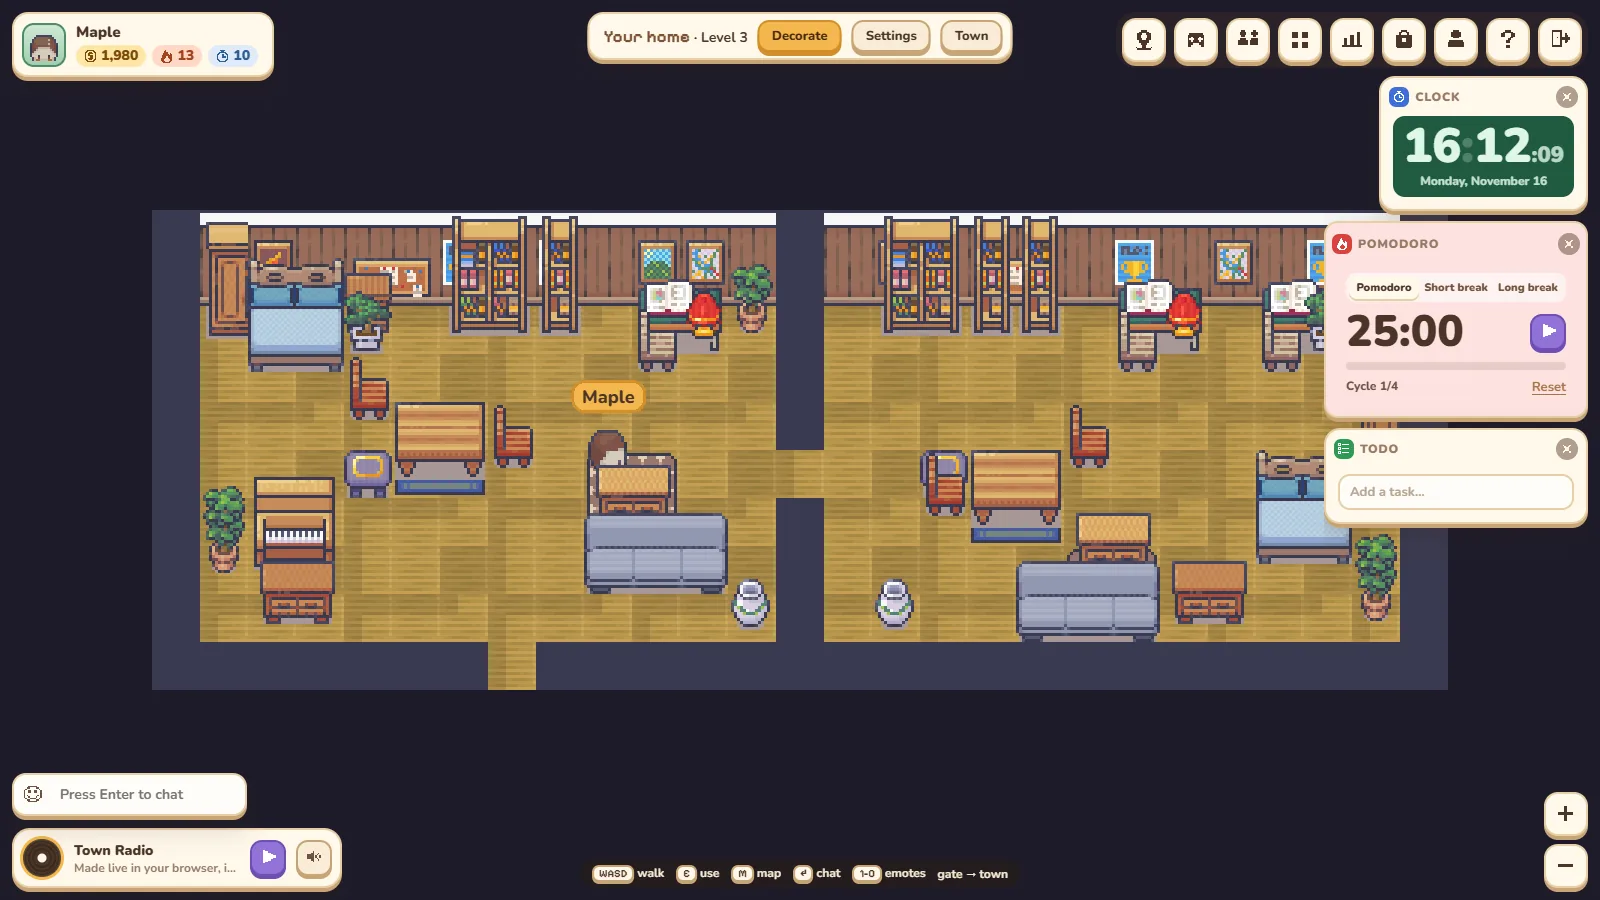 Maple
1,980
13
10
Your home · Level 3
Decorate
Settings
Town
CLOCK
16:12:09
Monday, November 16
POMODORO
Pomodoro
Short break
Long break
25:00
Cycle 1/4
Reset
TODO
Add a task...
Maple
Press Enter to chat
Town Radio
Made live in your browser, i...
WASD walk
E use
M map
chat
1-0 emotes
gate → town